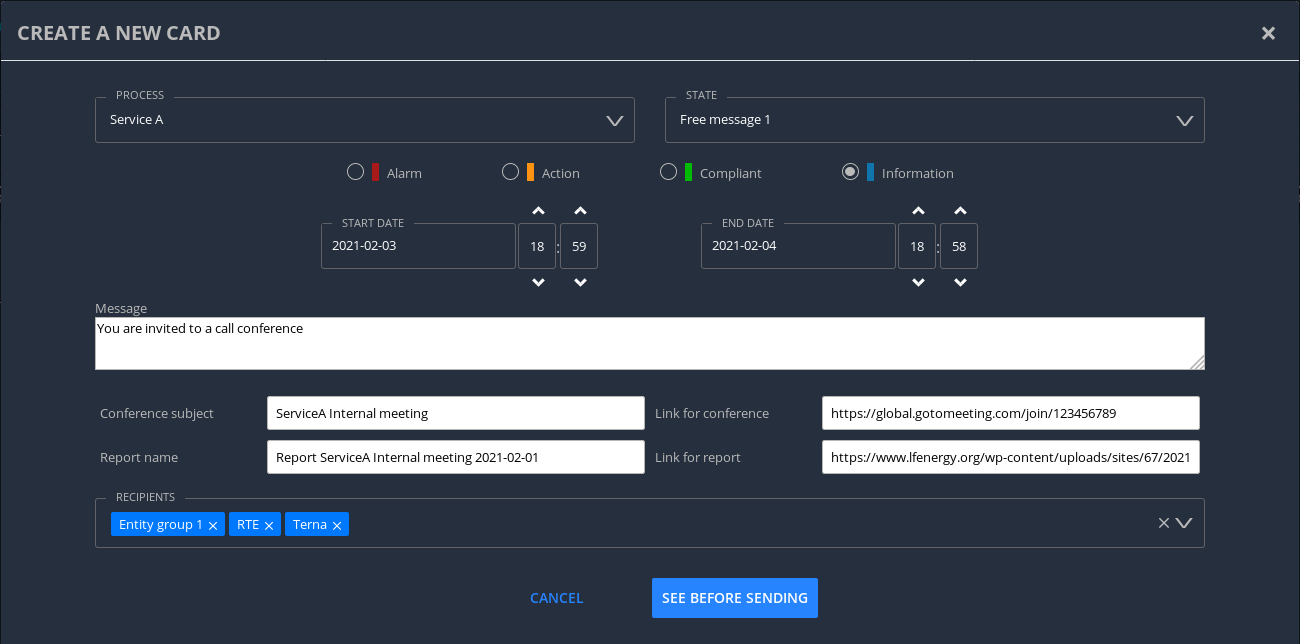 CREATE A NEW CARD ×
PROCESS STATE
Service A Free message 1
Alarm Action Compliant Information
START DATE END DATE
2021-02-03 18 : 59 2021-02-04 18 : 58
Message
You are invited to a call conference
Conference subject ServiceA Internal meeting Link for conference https://global.gotomeeting.com/join/123456789
Report name Report ServiceA Internal meeting 2021-02-01 Link for report https://www.lfenergy.org/wp-content/uploads/sites/67/2021
RECIPIENTS
Entity group 1 × RTE × Terna ×
CANCEL SEE BEFORE SENDING